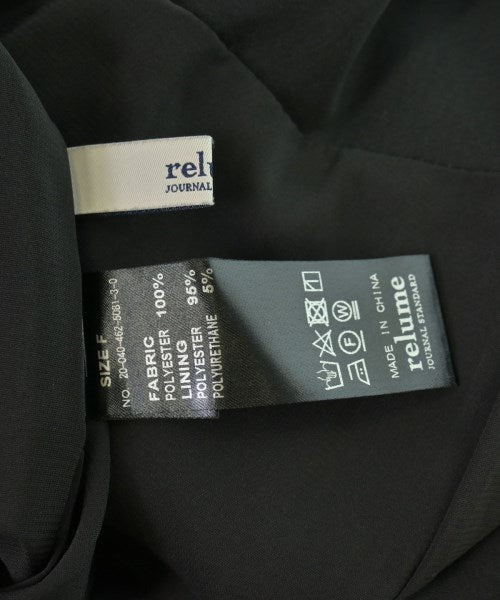 relu
JOURNAL
SIZE F
NO. 20-040-462-5081-3-0
FABRIC
POLYESTER 100%
LINING
POLYESTER 95%
POLYURETHANE 5%
MADE IN CHINA
relume
JOURNAL STANDARD